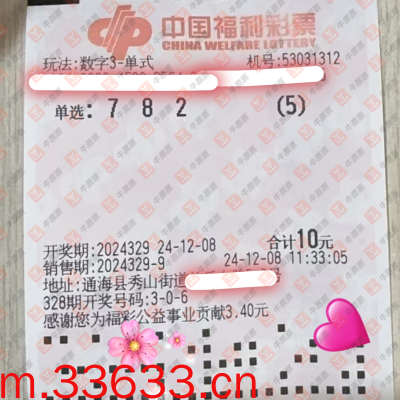 中国福利彩票
CHINA WELFARE LOTTERY
玩法:数字3-单式 机号:53031312
单选: 7 8 2 (5)
开奖期:2024329 24-12-08 合计10元
销售期:2024329-9 24-12-08 11:33:05
地址:通海县秀山街道
328期开奖号码:3-0-6
感谢您为福彩公益事业贡献3.40元
m.33633.cn